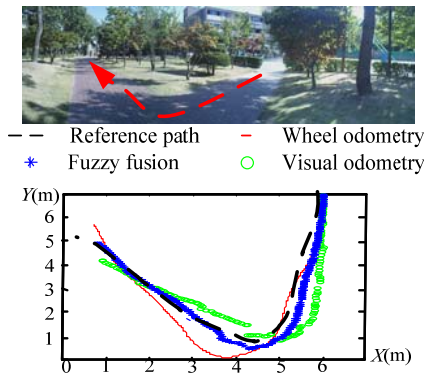 Reference path
Wheel odometry
Fuzzy fusion
Visual odometry
Y(m)
6
5
4
3
2
1
0 1 2 3 4 5 6 X(m)